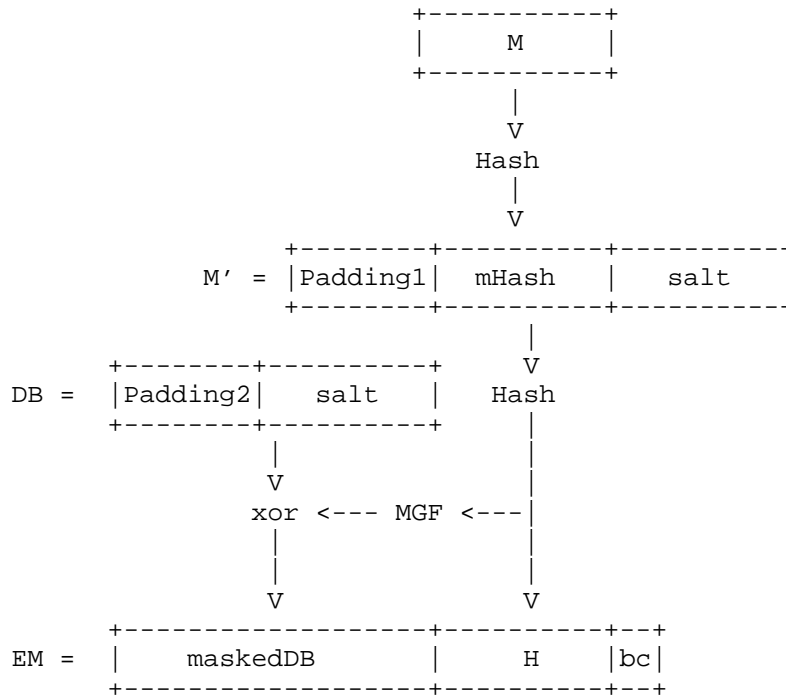 M
Hash
M' = Padding1 mHash salt
DB = Padding2 salt Hash
xor <--- MGF <---
EM = maskedDB H bc